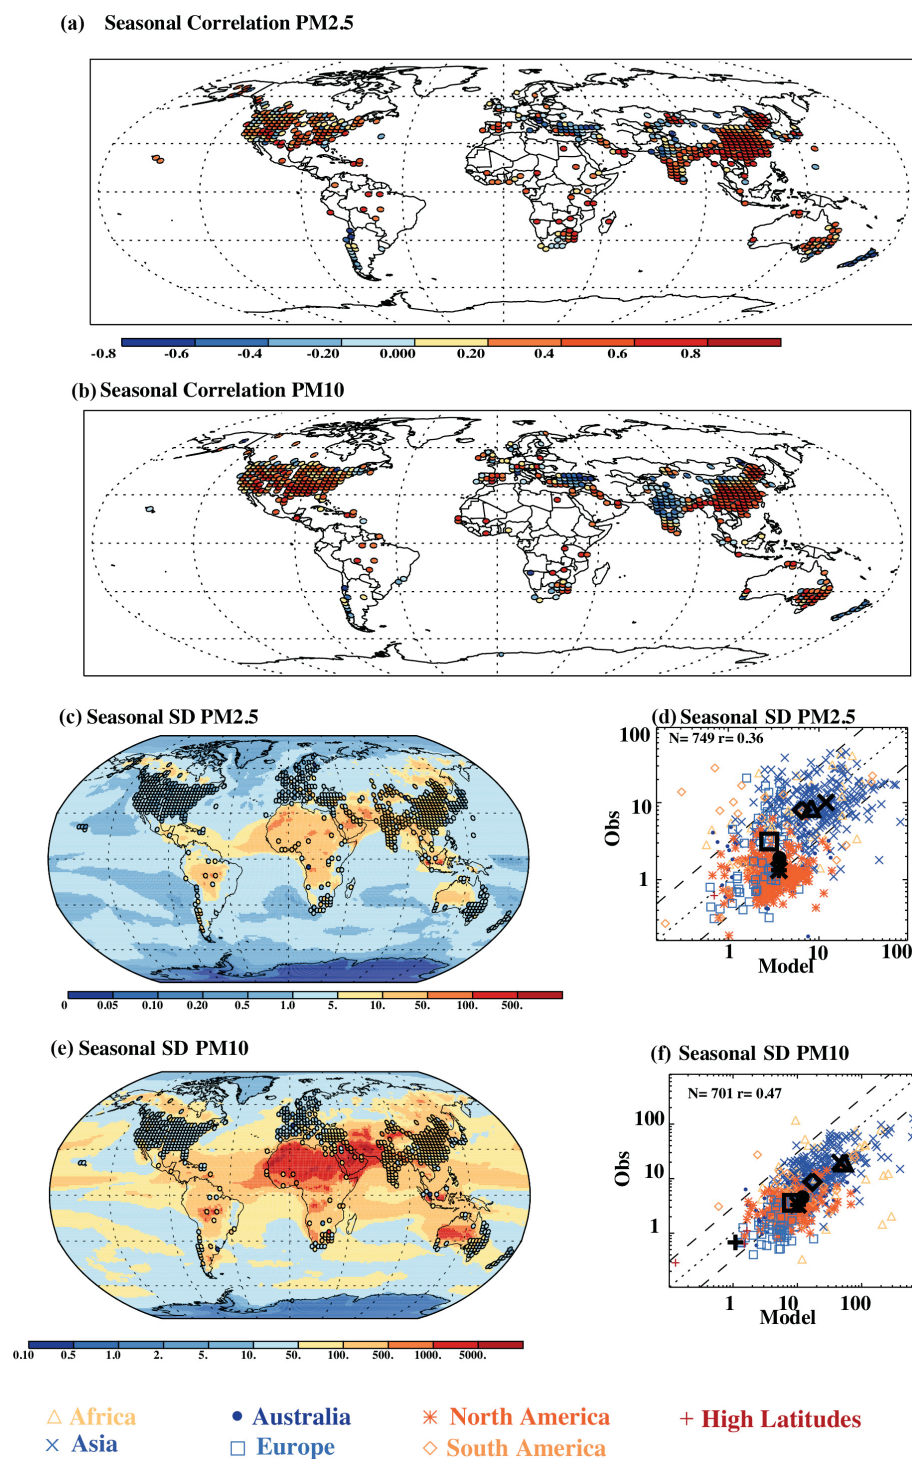 (a) Seasonal Correlation PM2.5
-0.8 -0.6 -0.4 -0.20 0.000 0.20 0.4 0.6 0.8
(b) Seasonal Correlation PM10
(c) Seasonal SD PM2.5
0 0.05 0.10 0.20 0.5 1.0 5. 10. 50. 100. 500.
(d) Seasonal SD PM2.5
N= 749 r= 0.36
100
10
1
Obs
1 10 100
Model
(e) Seasonal SD PM10
0.10 0.5 1.0 2. 5. 10. 50. 100. 500. 1000. 5000.
(f) Seasonal SD PM10
N= 701 r= 0.47
100
10
1
Obs
1 10 100
Model
Africa Australia North America High Latitudes
Asia Europe South America